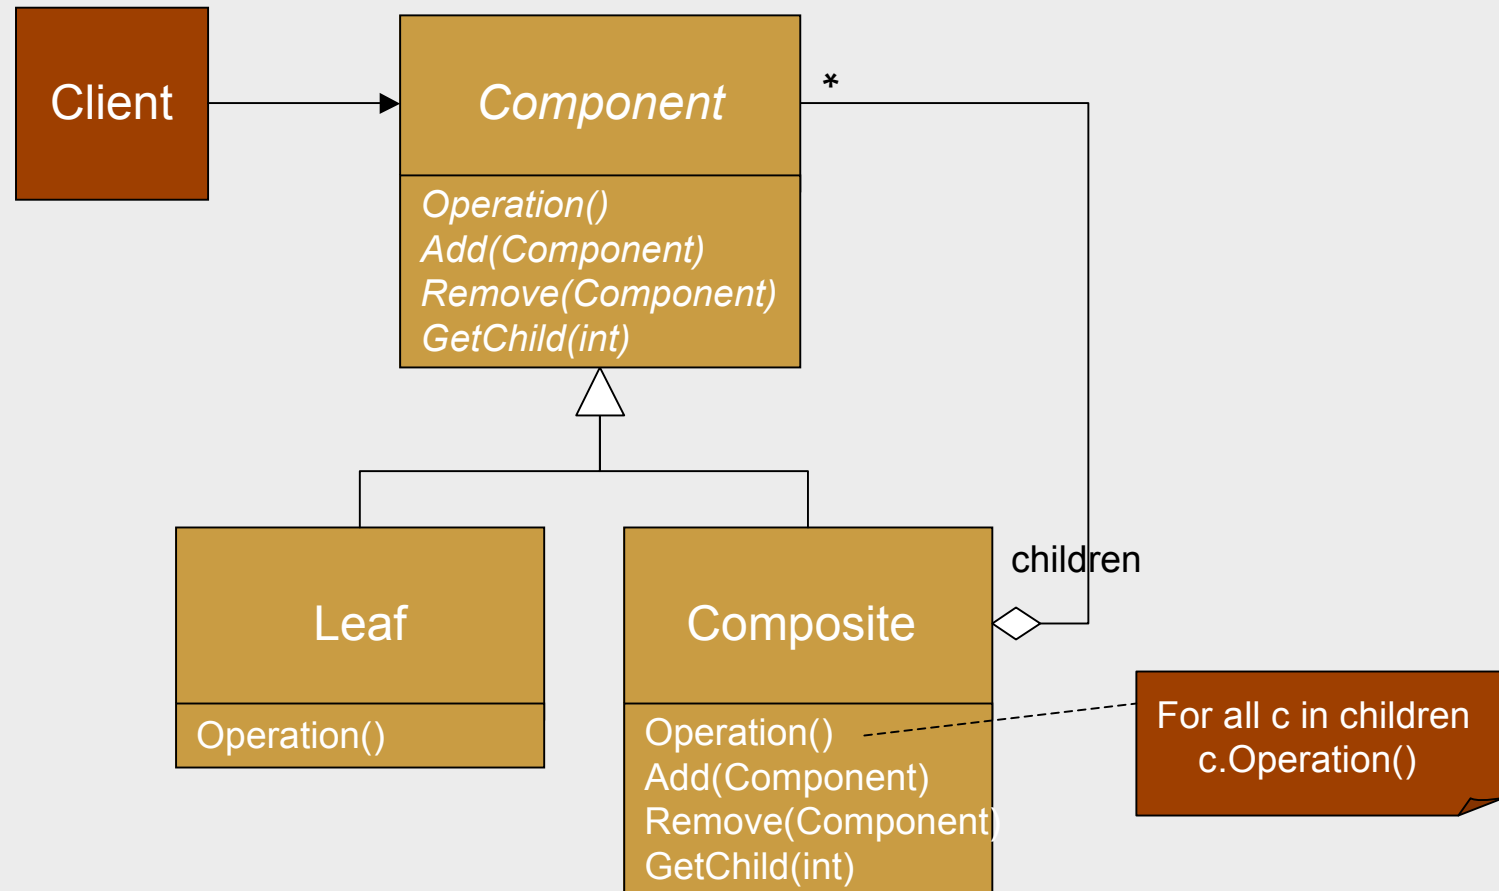 Client
Component
*
Operation()
Add(Component)
Remove(Component)
GetChild(int)
children
Leaf
Operation()
Composite
Operation()
Add(Component)
Remove(Component)
GetChild(int)
For all c in children
c.Operation()